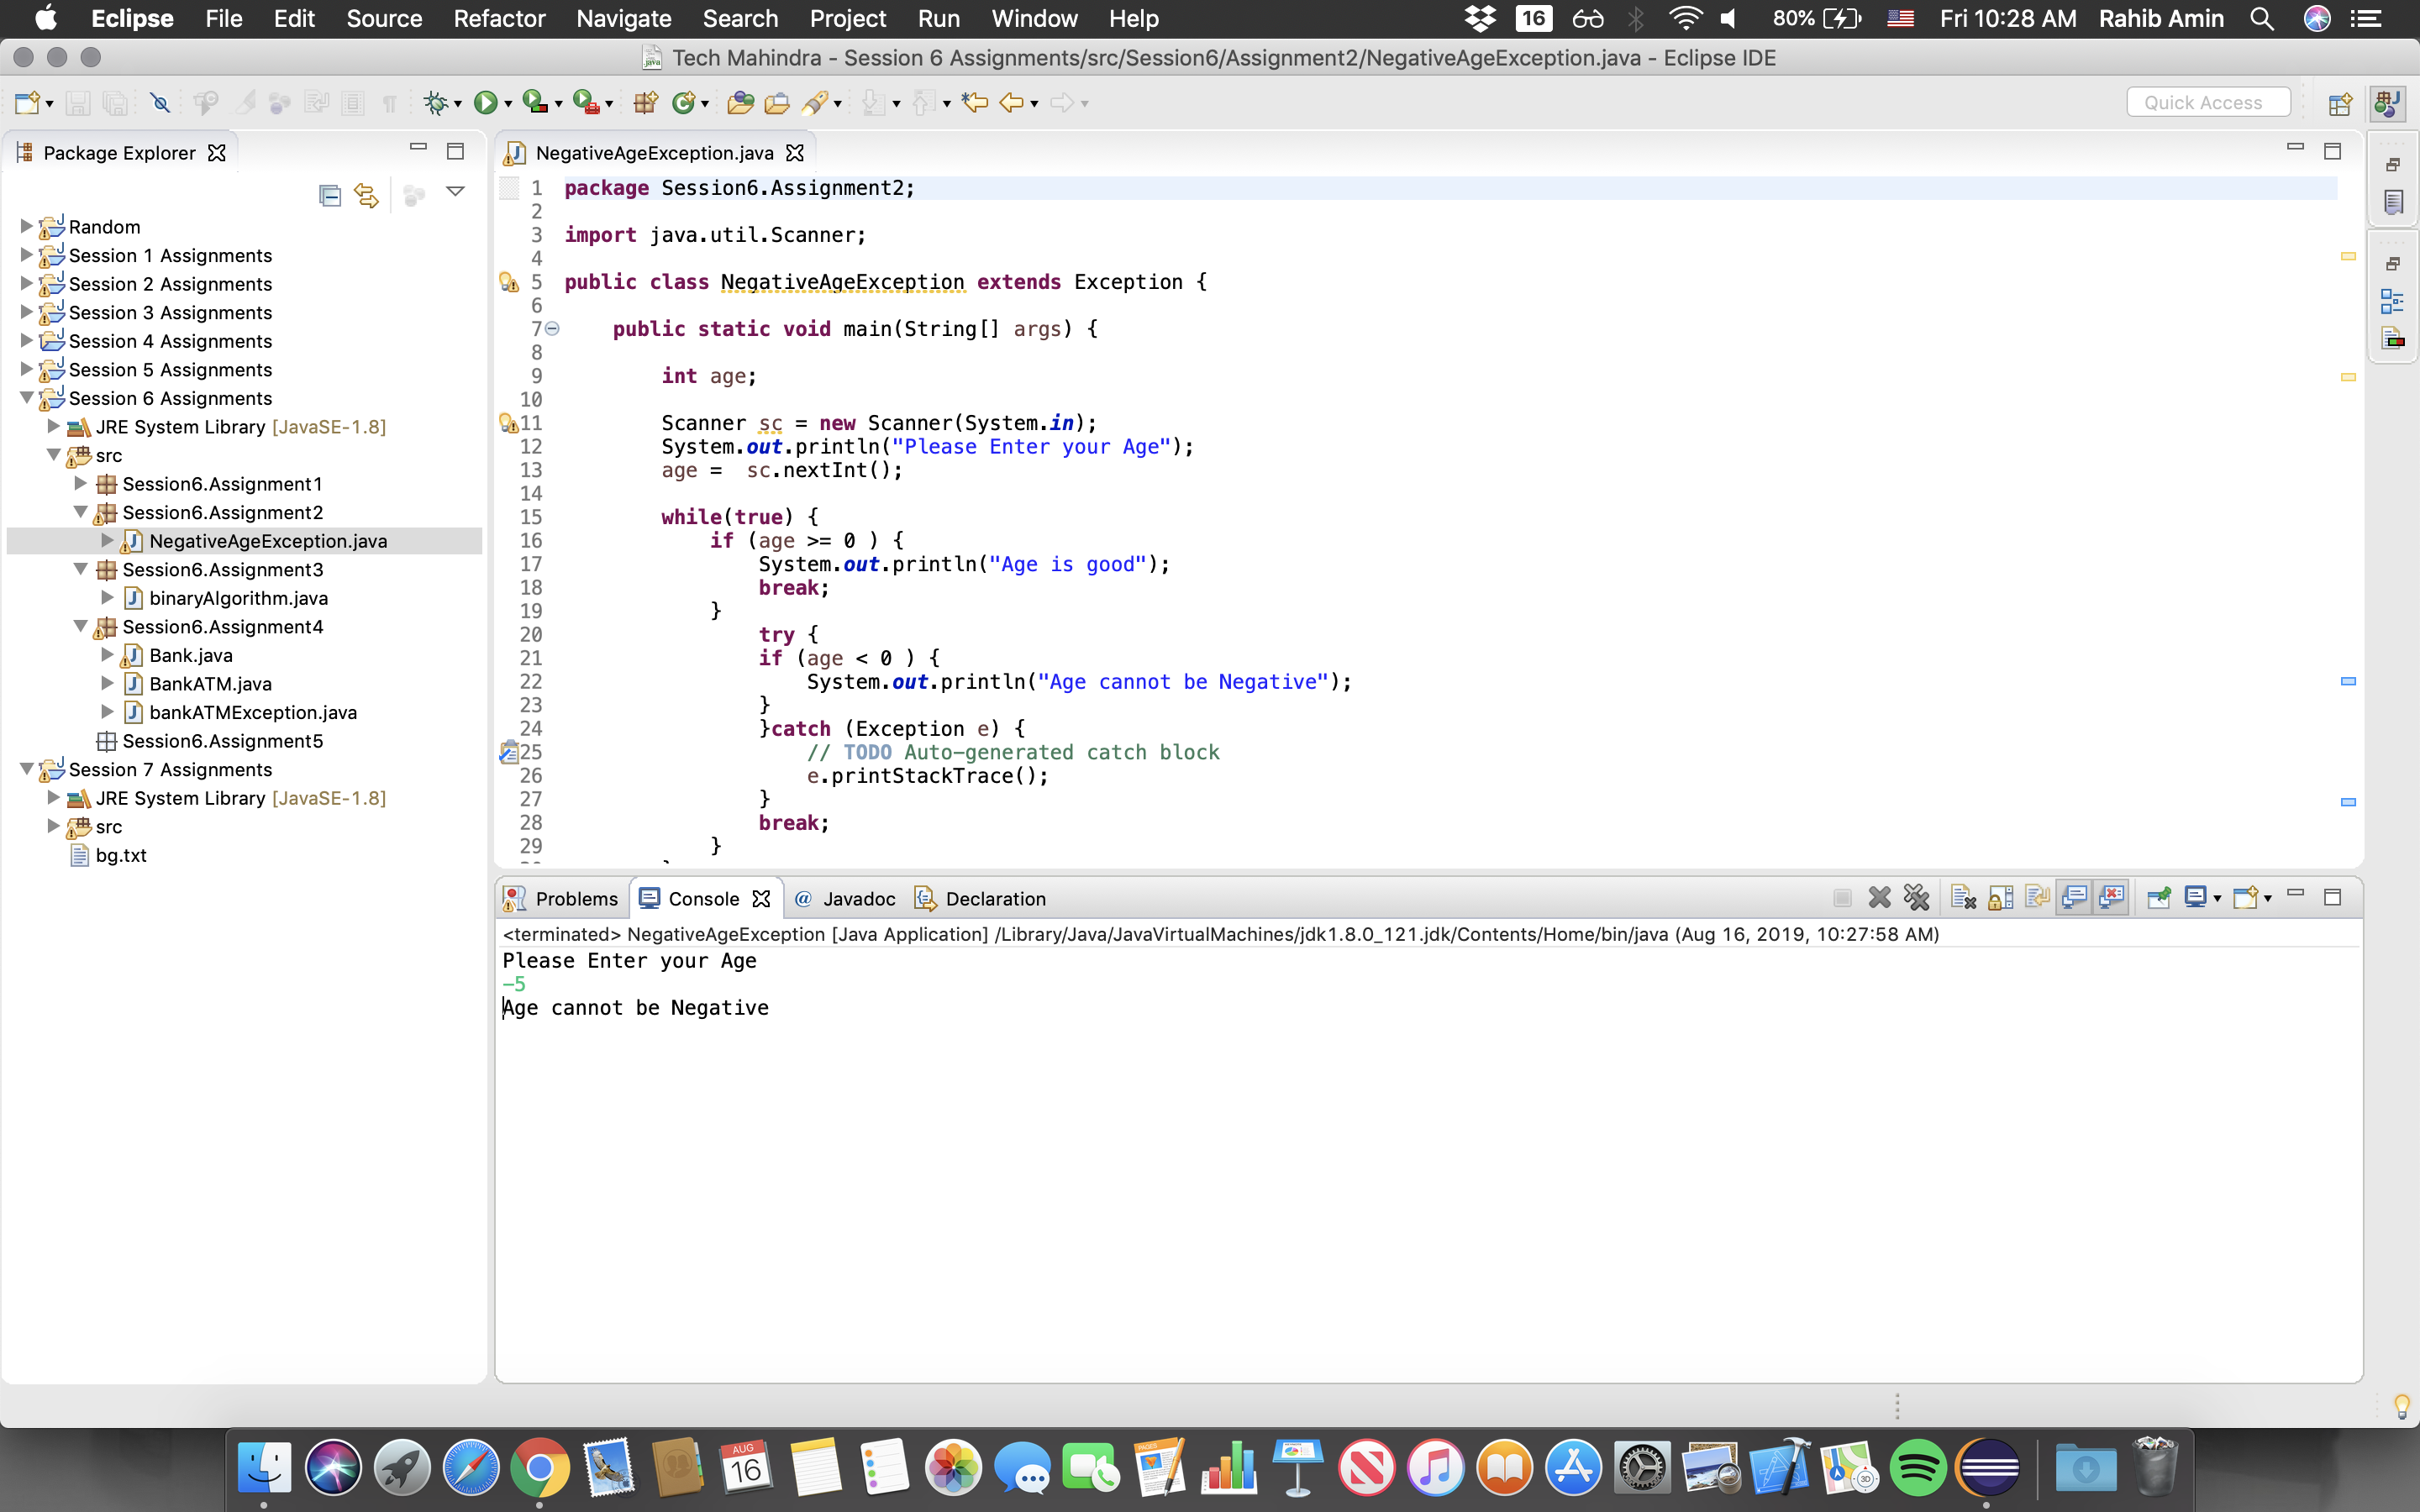 Eclipse File Edit Source Refactor Navigate Search Project Run Window Help 16 80% Fri 10:28 AM Rahib Amin
Tech Mahindra - Session 6 Assignments/src/Session6/Assignment2/NegativeAgeException.java - Eclipse IDE
Quick Access
Package Explorer
Random
Session 1 Assignments
Session 2 Assignments
Session 3 Assignments
Session 4 Assignments
Session 5 Assignments
Session 6 Assignments
JRE System Library [JavaSE-1.8]
src
Session6.Assignment1
Session6.Assignment2
NegativeAgeException.java
Session6.Assignment3
binaryAlgorithm.java
Session6.Assignment4
Bank.java
BankATM.java
bankATMException.java
Session6.Assignment5
Session 7 Assignments
JRE System Library [JavaSE-1.8]
src
bg.txt
NegativeAgeException.java
1 package Session6.Assignment2;
2
3 import java.util.Scanner;
4
5 public class NegativeAgeException extends Exception {
6
7 public static void main(String[] args) {
8
9 int age;
10
11 Scanner sc = new Scanner(System.in);
12 System.out.println("Please Enter your Age");
13 age =  sc.nextInt();
14
15 while(true) {
16 if (age >= 0 ) {
17 System.out.println("Age is good");
18 break;
19 }
20 try {
21 if (age < 0 ) {
22 System.out.println("Age cannot be Negative");
23 }
24 }catch (Exception e) {
25 // TODO Auto-generated catch block
26 e.printStackTrace();
27 }
28 break;
29 }
Problems Console @ Javadoc Declaration
<terminated> NegativeAgeException [Java Application] /Library/Java/JavaVirtualMachines/jdk1.8.0_121.jdk/Contents/Home/bin/java (Aug 16, 2019, 10:27:58 AM)
Please Enter your Age
-5
Age cannot be Negative
AUG
16
PAGES
3D